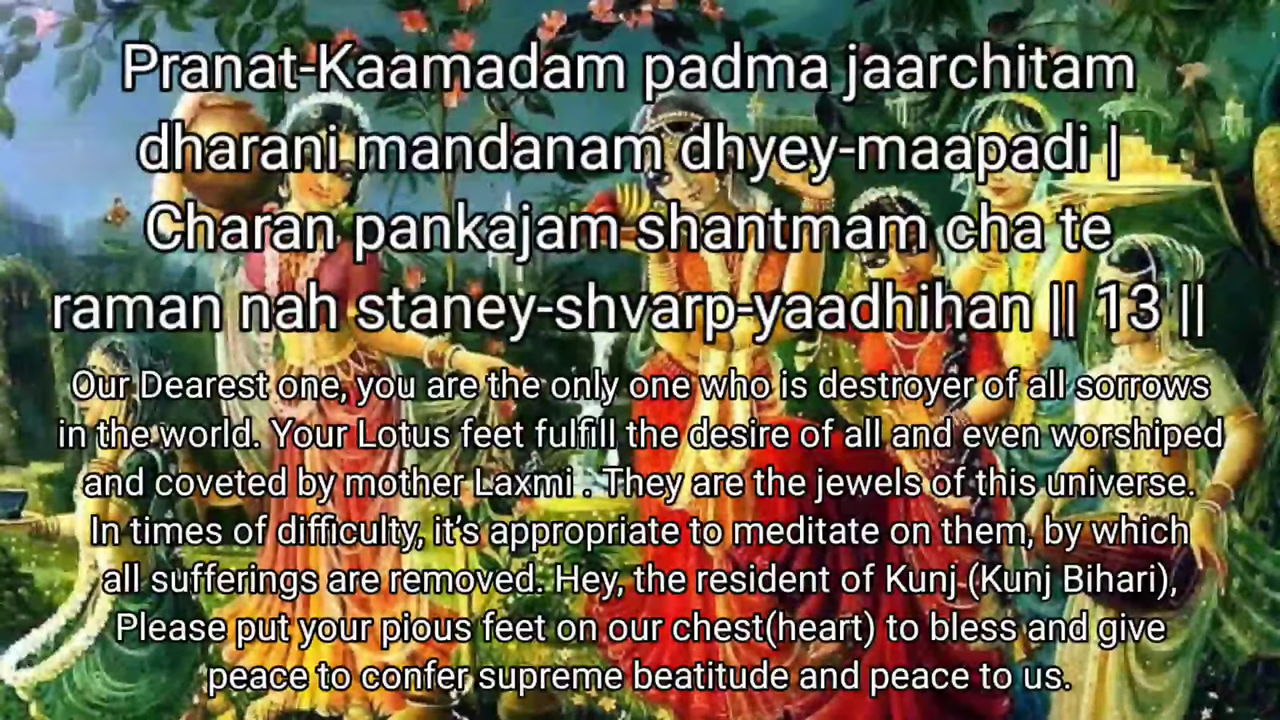 Pranat-Kaamadam padma jaarchitam
dharani mandanam dhyey-maapadi |
Charan pankajam shantmam cha te
raman nah staney-shvarp-yaadhihan || 13 ||
Our Dearest one, you are the only one who is destroyer of all sorrows
in the world. Your Lotus feet fulfill the desire of all and even worshiped
and coveted by mother Laxmi . They are the jewels of this universe.
In times of difficulty, it's appropriate to meditate on them, by which
all sufferings are removed. Hey, the resident of Kunj (Kunj Bihari),
Please put your pious feet on our chest(heart) to bless and give
peace to confer supreme beatitude and peace to us.